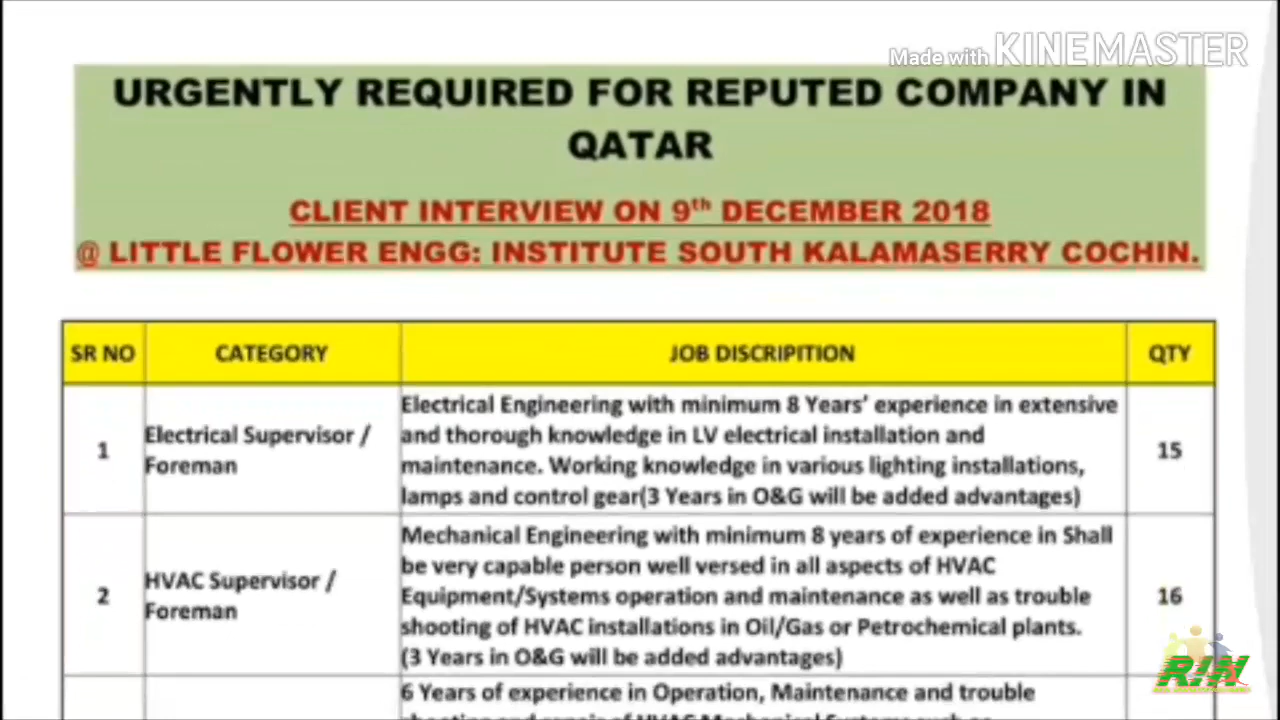 Made with KINEMASTER
URGENTLY REQUIRED FOR REPUTED COMPANY IN
QATAR
CLIENT INTERVIEW ON 9th DECEMBER 2018
@ LITTLE FLOWER ENGG: INSTITUTE SOUTH KALAMASERRY COCHIN.
SR NO CATEGORY JOB DISCRIPITION QTY
1
Electrical Supervisor /
Foreman
Electrical Engineering with minimum 8 Years’ experience in extensive
and thorough knowledge in LV electrical installation and
maintenance. Working knowledge in various lighting installations,
lamps and control gear(3 Years in O&G will be added advantages)
15
2
HVAC Supervisor /
Foreman
Mechanical Engineering with minimum 8 years of experience in Shall
be very capable person well versed in all aspects of HVAC
Equipment/Systems operation and maintenance as well as trouble
shooting of HVAC installations in Oil/Gas or Petrochemical plants.
(3 Years in O&G will be added advantages)
16
6 Years of experience in Operation, Maintenance and trouble